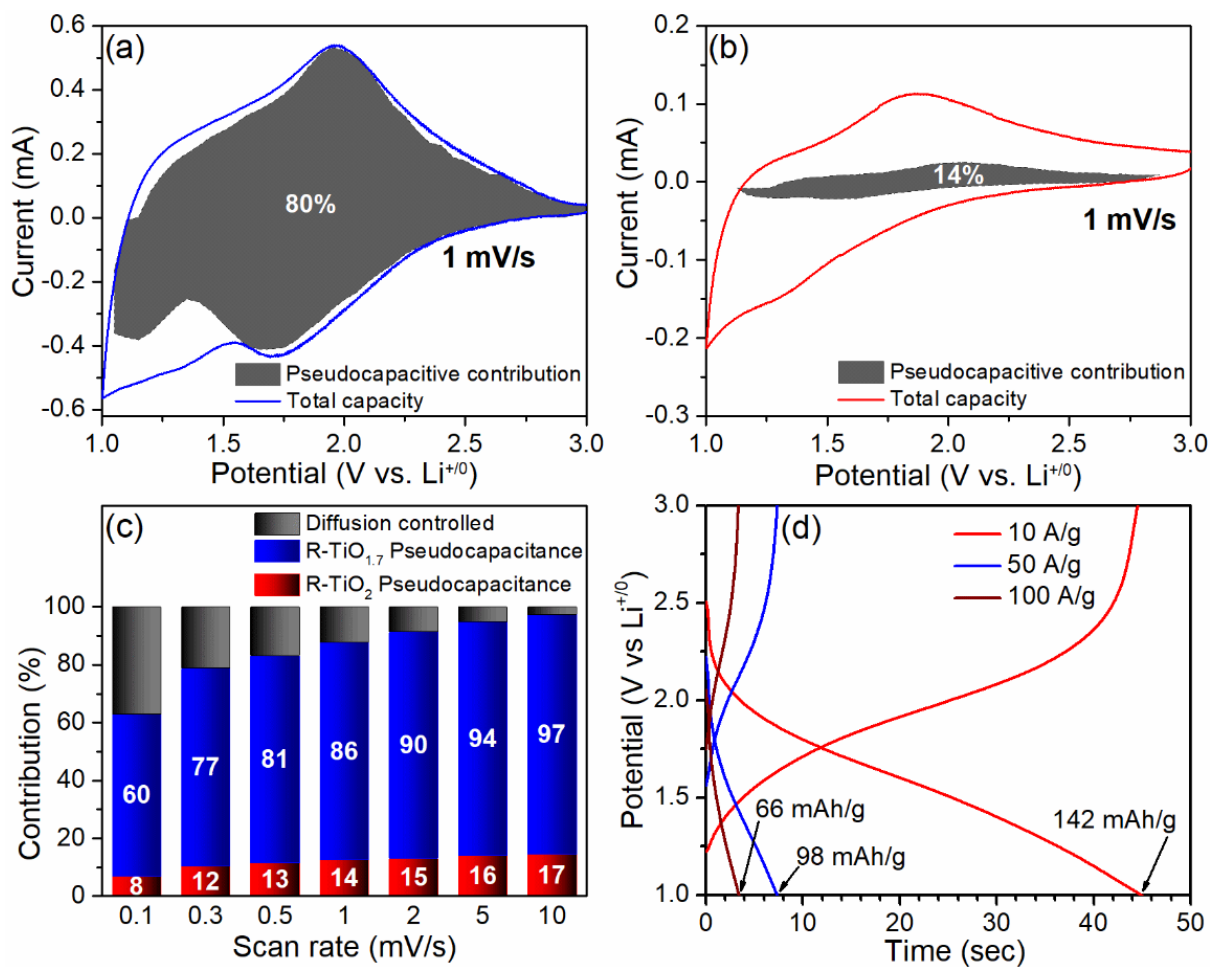 (a)
0.6
0.4
0.2
0.0
-0.2
-0.4
-0.6
Current (mA)
80%
1 mV/s
Pseudocapacitive contribution
Total capacity
1.0 1.5 2.0 2.5 3.0
Potential (V vs. Li+/0)
(b)
0.2
0.1
0.0
-0.1
-0.2
-0.3
Current (mA)
14%
1 mV/s
Pseudocapacitive contribution
Total capacity
1.0 1.5 2.0 2.5 3.0
Potential (V vs. Li+/0)
(c)
Diffusion controlled
R-TiO1.7 Pseudocapacitance
R-TiO2 Pseudocapacitance
100
80
60
40
20
0
Contribution (%)
60 77 81 86 90 94 97
8 12 13 14 15 16 17
0.1 0.3 0.5 1 2 5 10
Scan rate (mV/s)
(d)
10 A/g
50 A/g
100 A/g
3.0
2.5
2.0
1.5
1.0
Potential (V vs Li+/0)
66 mAh/g
98 mAh/g
142 mAh/g
0 10 20 30 40 50
Time (sec)